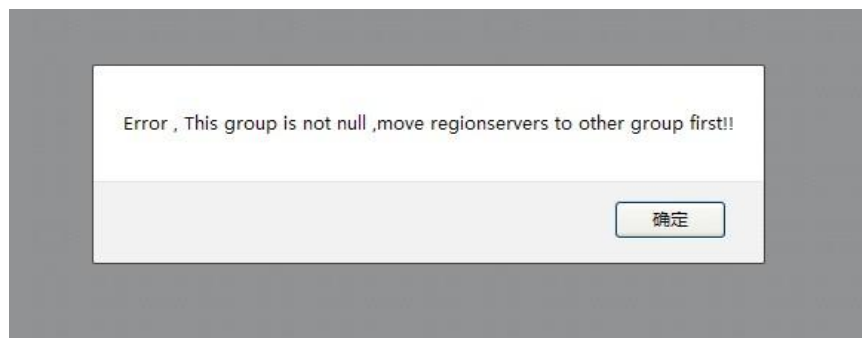 Error , This group is not null ,move regionservers to other group first!!
确定